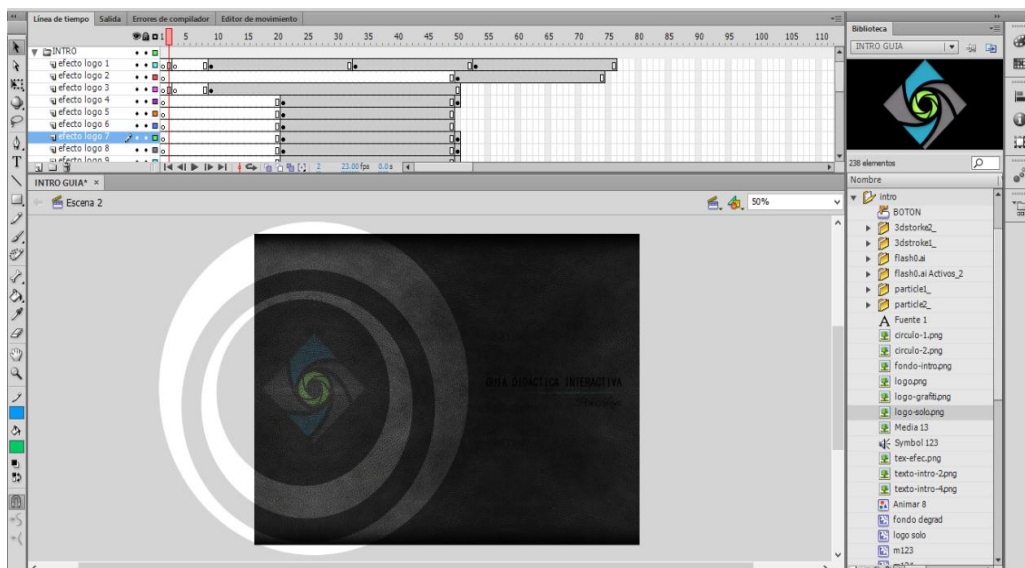 Línea de tiempo Salida Errores de compilador Editor de movimiento
1 5 10 15 20 25 30 35 40 45 50 55 60 65 70 75 80 85 90 95 100 105 110
INTRO
efecto logo 1
efecto logo 2
efecto logo 3
efecto logo 4
efecto logo 5
efecto logo 6
efecto logo 7
efecto logo 8
efecto logo 9
2 23.00 fps 0.0 s
INTRO GUIA* ×
Escena 2
50%
GUIA DIDACTICA INTERACTIVA
Biblioteca
INTRO GUIA
238 elementos
Nombre
intro
BOTON
3dstorke2_
3dstroke1_
flash0.ai
flash0.ai Activos_2
particle1_
particle2_
Fuente 1
circulo-1.png
circulo-2.png
fondo-intro.png
logo.png
logo-grafiti.png
logo-solo.png
Media 13
Symbol 123
tex-efec.png
texto-intro-2.png
texto-intro-4.png
Animar 8
fondo degrad
logo solo
m123